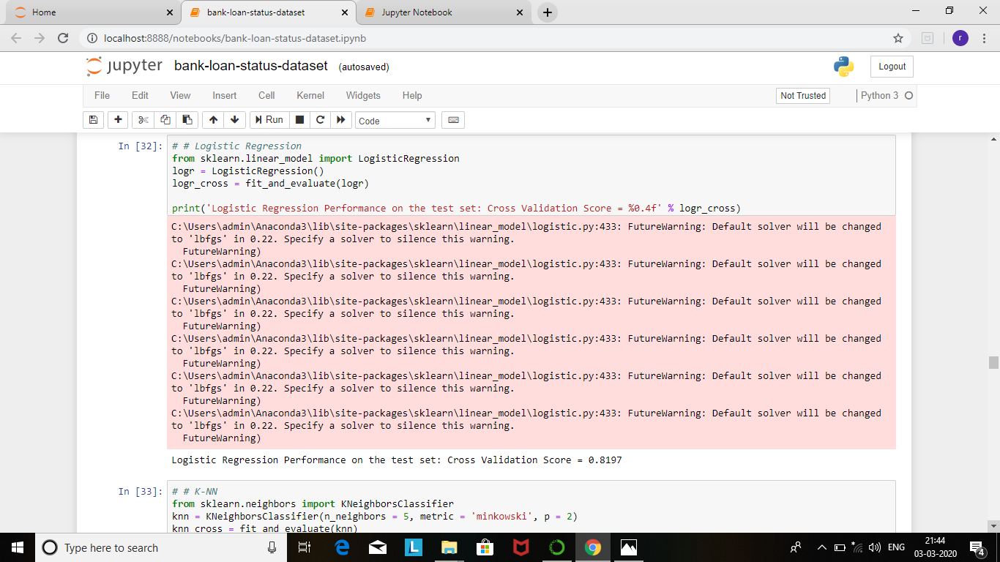 Home
bank-loan-status-dataset
Jupyter Notebook
localhost:8888/notebooks/bank-loan-status-dataset.ipynb
r
jupyter bank-loan-status-dataset (autosaved)
Logout
File Edit View Insert Cell Kernel Widgets Help
Not Trusted
Python 3
Run
Code
In [32]: # # Logistic Regression
from sklearn.linear_model import LogisticRegression
logr = LogisticRegression()
logr_cross = fit_and_evaluate(logr)
print('Logistic Regression Performance on the test set: Cross Validation Score = %0.4f' % logr_cross)
C:\Users\admin\Anaconda3\lib\site-packages\sklearn\linear_model\logistic.py:433: FutureWarning: Default solver will be changed
to 'lbfgs' in 0.22. Specify a solver to silence this warning.
FutureWarning)
C:\Users\admin\Anaconda3\lib\site-packages\sklearn\linear_model\logistic.py:433: FutureWarning: Default solver will be changed
to 'lbfgs' in 0.22. Specify a solver to silence this warning.
FutureWarning)
C:\Users\admin\Anaconda3\lib\site-packages\sklearn\linear_model\logistic.py:433: FutureWarning: Default solver will be changed
to 'lbfgs' in 0.22. Specify a solver to silence this warning.
FutureWarning)
C:\Users\admin\Anaconda3\lib\site-packages\sklearn\linear_model\logistic.py:433: FutureWarning: Default solver will be changed
to 'lbfgs' in 0.22. Specify a solver to silence this warning.
FutureWarning)
C:\Users\admin\Anaconda3\lib\site-packages\sklearn\linear_model\logistic.py:433: FutureWarning: Default solver will be changed
to 'lbfgs' in 0.22. Specify a solver to silence this warning.
FutureWarning)
C:\Users\admin\Anaconda3\lib\site-packages\sklearn\linear_model\logistic.py:433: FutureWarning: Default solver will be changed
to 'lbfgs' in 0.22. Specify a solver to silence this warning.
FutureWarning)
Logistic Regression Performance on the test set: Cross Validation Score = 0.8197
In [33]: # # K-NN
from sklearn.neighbors import KNeighborsClassifier
knn = KNeighborsClassifier(n_neighbors = 5, metric = 'minkowski', p = 2)
knn cross = fit and evaluate(knn)
Type here to search
L
ENG
21:44
03-03-2020
4